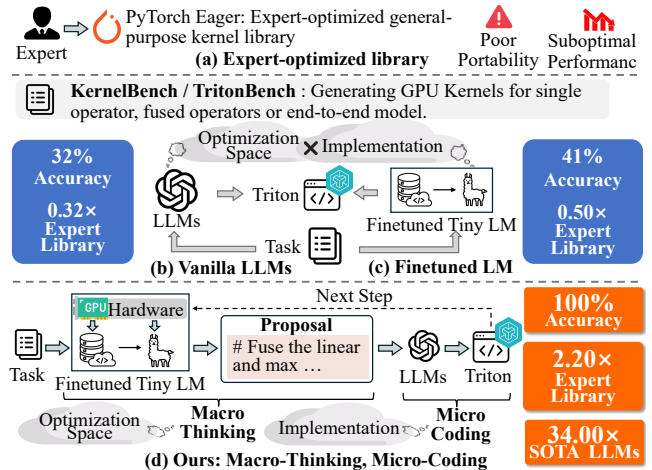 PyTorch Eager: Expert-optimized general-
purpose kernel library
Expert
(a) Expert-optimized library
Poor
Portability
Suboptimal
Performanc
KernelBench / TritonBench : Generating GPU Kernels for single
operator, fused operators or end-to-end model.
Optimization
Space
Implementation
32%
Accuracy
0.32×
Expert
Library
LLMs
Triton
Finetuned Tiny LM
41%
Accuracy
0.50×
Expert
Library
Task
(b) Vanilla LLMs
(c) Finetuned LM
Next Step
GPU Hardware
Task
Finetuned Tiny LM
Proposal
# Fuse the linear
and max ...
LLMs
Triton
100%
Accuracy
2.20×
Expert
Library
34.00×
SOTA LLMs
Optimization
Space
Macro
Thinking
Implementation
Micro
Coding
(d) Ours: Macro-Thinking, Micro-Coding